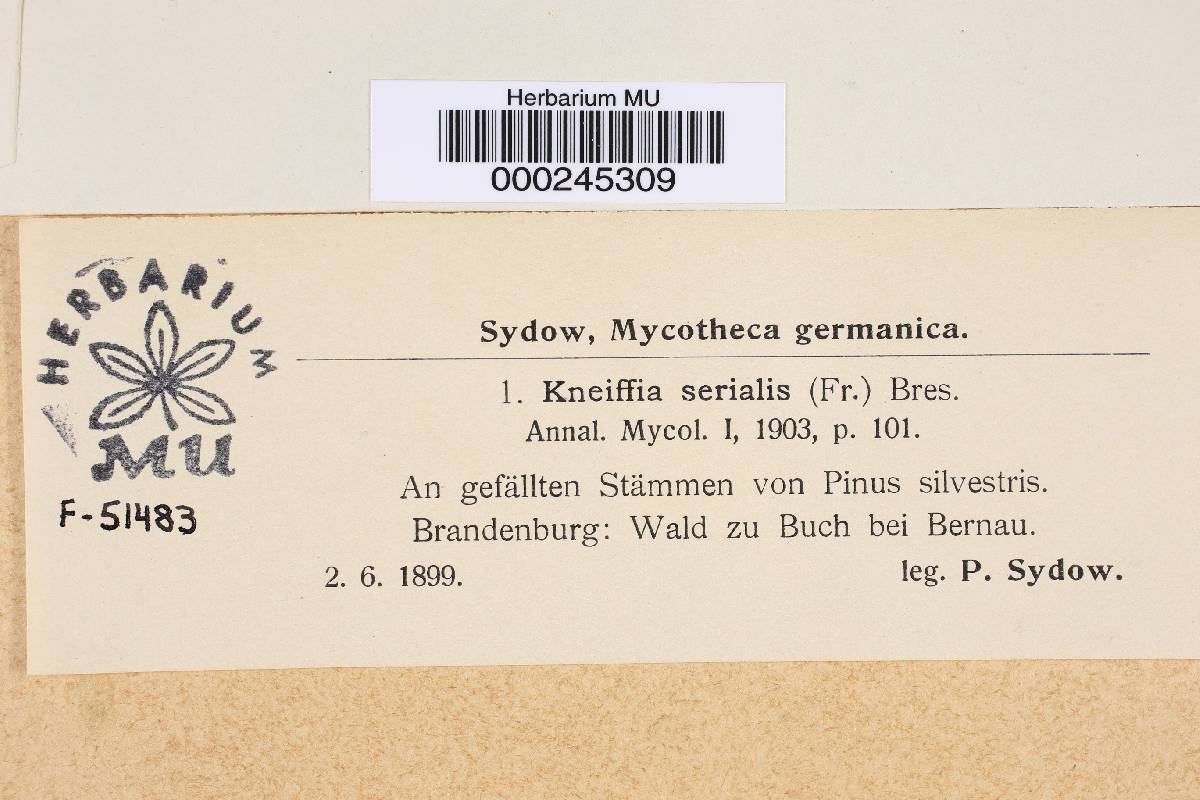 Herbarium MU
000245309
HERBARIUM
MU
F-51483
Sydow, Mycotheca germanica.
1. Kneiffia serialis (Fr.) Bres.
Annal. Mycol. I, 1903, p. 101.
An gefällten Stämmen von Pinus silvestris.
Brandenburg: Wald zu Buch bei Bernau.
2. 6. 1899. leg. P. Sydow.